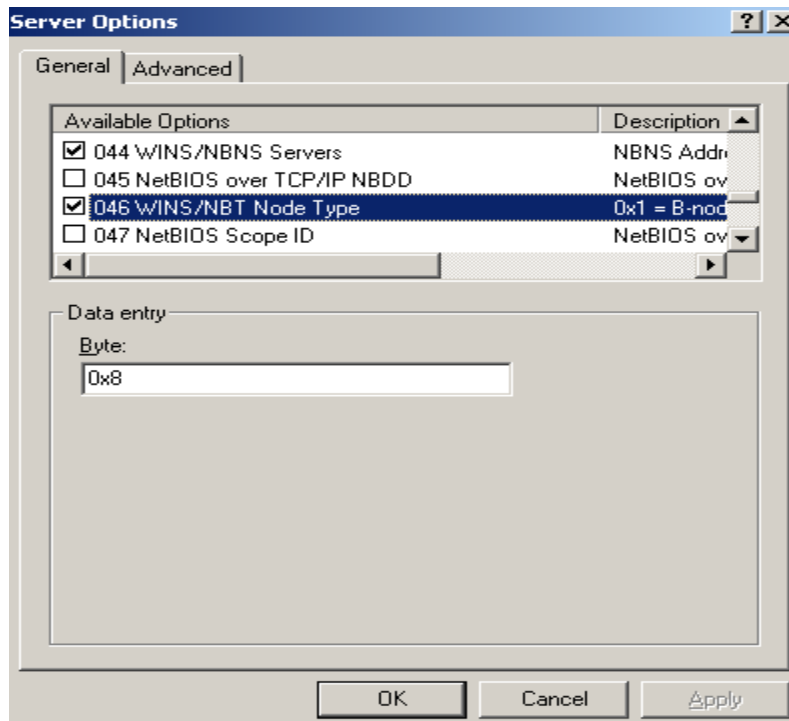 Server Options
General Advanced
Available Options Description
044 WINS/NBNS Servers NBNS Addr
045 NetBIOS over TCP/IP NBDD NetBIOS ov
046 WINS/NBT Node Type 0x1 = B-nod
047 NetBIOS Scope ID NetBIOS ov
Data entry
Byte:
0x8
OK Cancel Apply